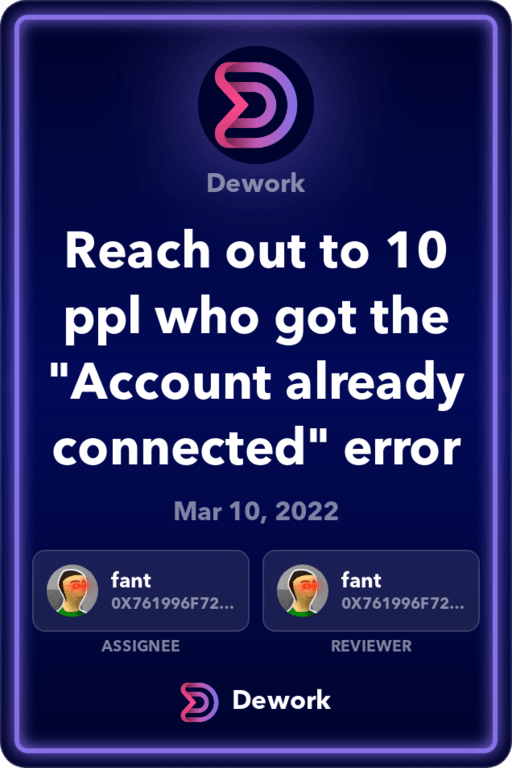 Dework
Reach out to 10
ppl who got the
"Account already
connected" error
Mar 10, 2022
fant
0X761996F72...
ASSIGNEE
fant
0X761996F72...
REVIEWER
Dework